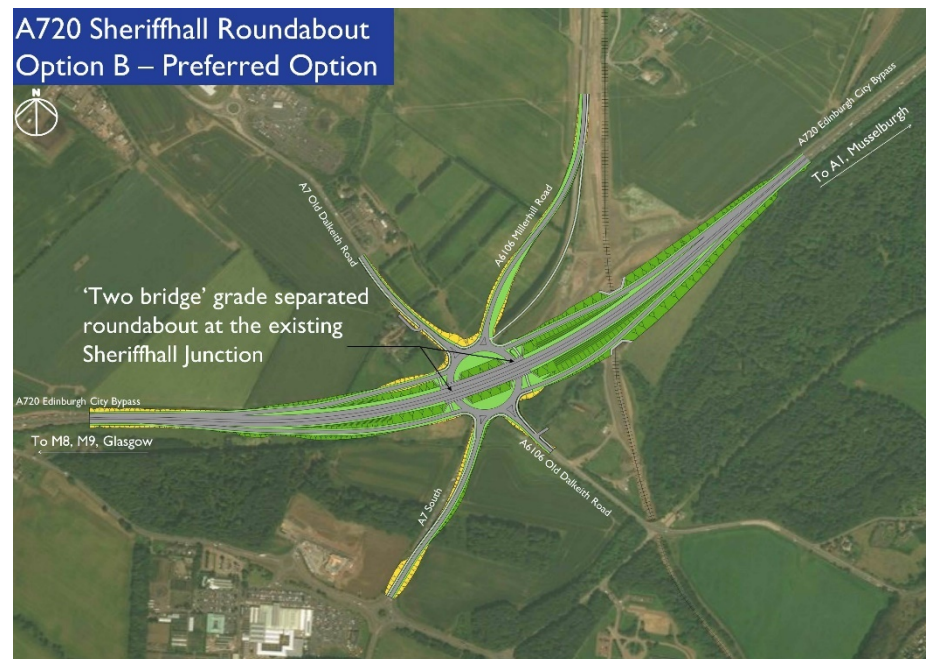 A720 Sheriffhall Roundabout
Option B – Preferred Option
N
A720 Edinburgh City Bypass
To A1, Musselburgh
A7 Old Dalkeith Road
A6106 Millerhill Road
‘Two bridge’ grade separated
roundabout at the existing
Sheriffhall Junction
A720 Edinburgh City Bypass
To M8, M9, Glasgow
A6106 Old Dalkeith Road
A7 South